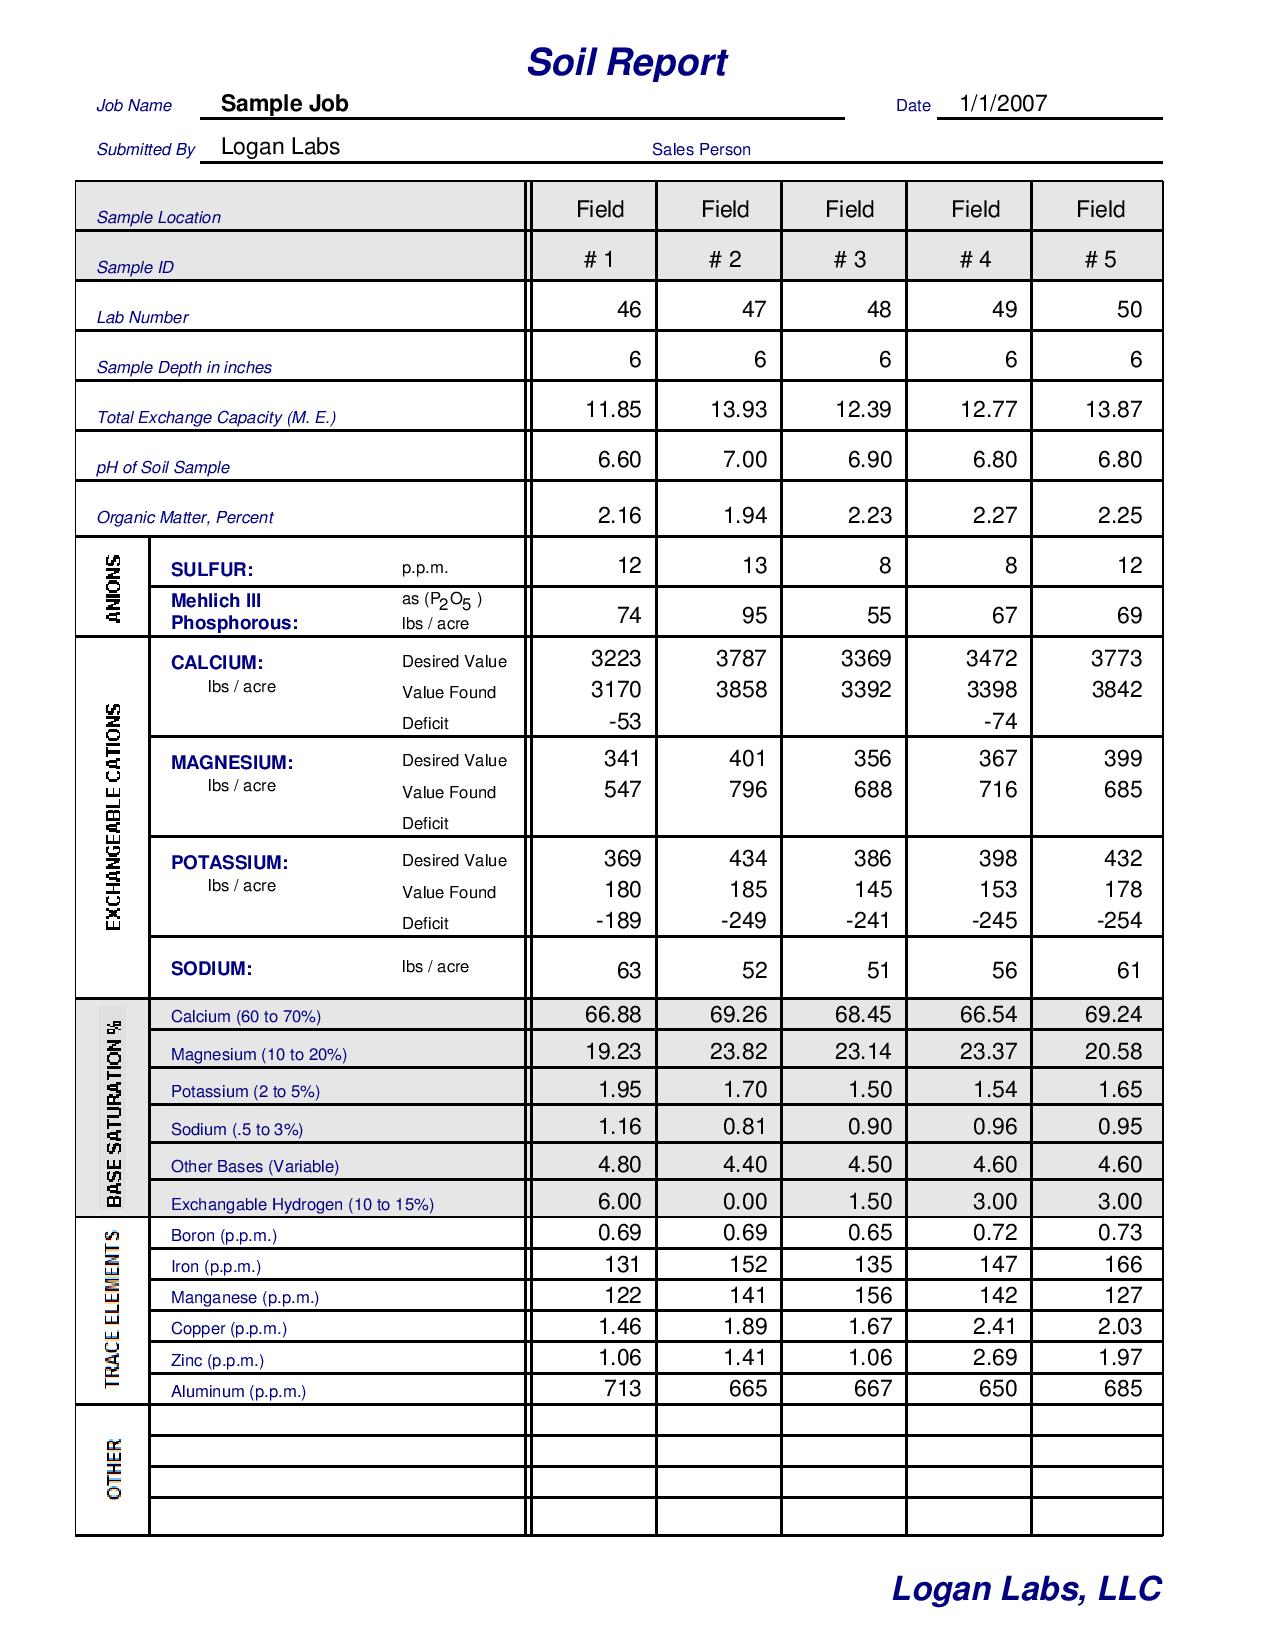 Soil Report
Job Name Sample Job Date 1/1/2007
Submitted By Logan Labs Sales Person
Sample Location Field Field Field Field Field
Sample ID # 1 # 2 # 3 # 4 # 5
Lab Number 46 47 48 49 50
Sample Depth in inches 6 6 6 6 6
Total Exchange Capacity (M. E.) 11.85 13.93 12.39 12.77 13.87
pH of Soil Sample 6.60 7.00 6.90 6.80 6.80
Organic Matter, Percent 2.16 1.94 2.23 2.27 2.25
ANIONS
SULFUR: p.p.m. 12 13 8 8 12
Mehlich III as (P2O5 )
Phosphorous: lbs / acre 74 95 55 67 69
EXCHANGEABLE CATIONS
CALCIUM: Desired Value 3223 3787 3369 3472 3773
lbs / acre Value Found 3170 3858 3392 3398 3842
Deficit -53 -74
MAGNESIUM: Desired Value 341 401 356 367 399
lbs / acre Value Found 547 796 688 716 685
Deficit
POTASSIUM: Desired Value 369 434 386 398 432
lbs / acre Value Found 180 185 145 153 178
Deficit -189 -249 -241 -245 -254
SODIUM: lbs / acre 63 52 51 56 61
BASE SATURATION %
Calcium (60 to 70%) 66.88 69.26 68.45 66.54 69.24
Magnesium (10 to 20%) 19.23 23.82 23.14 23.37 20.58
Potassium (2 to 5%) 1.95 1.70 1.50 1.54 1.65
Sodium (.5 to 3%) 1.16 0.81 0.90 0.96 0.95
Other Bases (Variable) 4.80 4.40 4.50 4.60 4.60
Exchangable Hydrogen (10 to 15%) 6.00 0.00 1.50 3.00 3.00
TRACE ELEMENTS
Boron (p.p.m.) 0.69 0.69 0.65 0.72 0.73
Iron (p.p.m.) 131 152 135 147 166
Manganese (p.p.m.) 122 141 156 142 127
Copper (p.p.m.) 1.46 1.89 1.67 2.41 2.03
Zinc (p.p.m.) 1.06 1.41 1.06 2.69 1.97
Aluminum (p.p.m.) 713 665 667 650 685
OTHER
Logan Labs, LLC